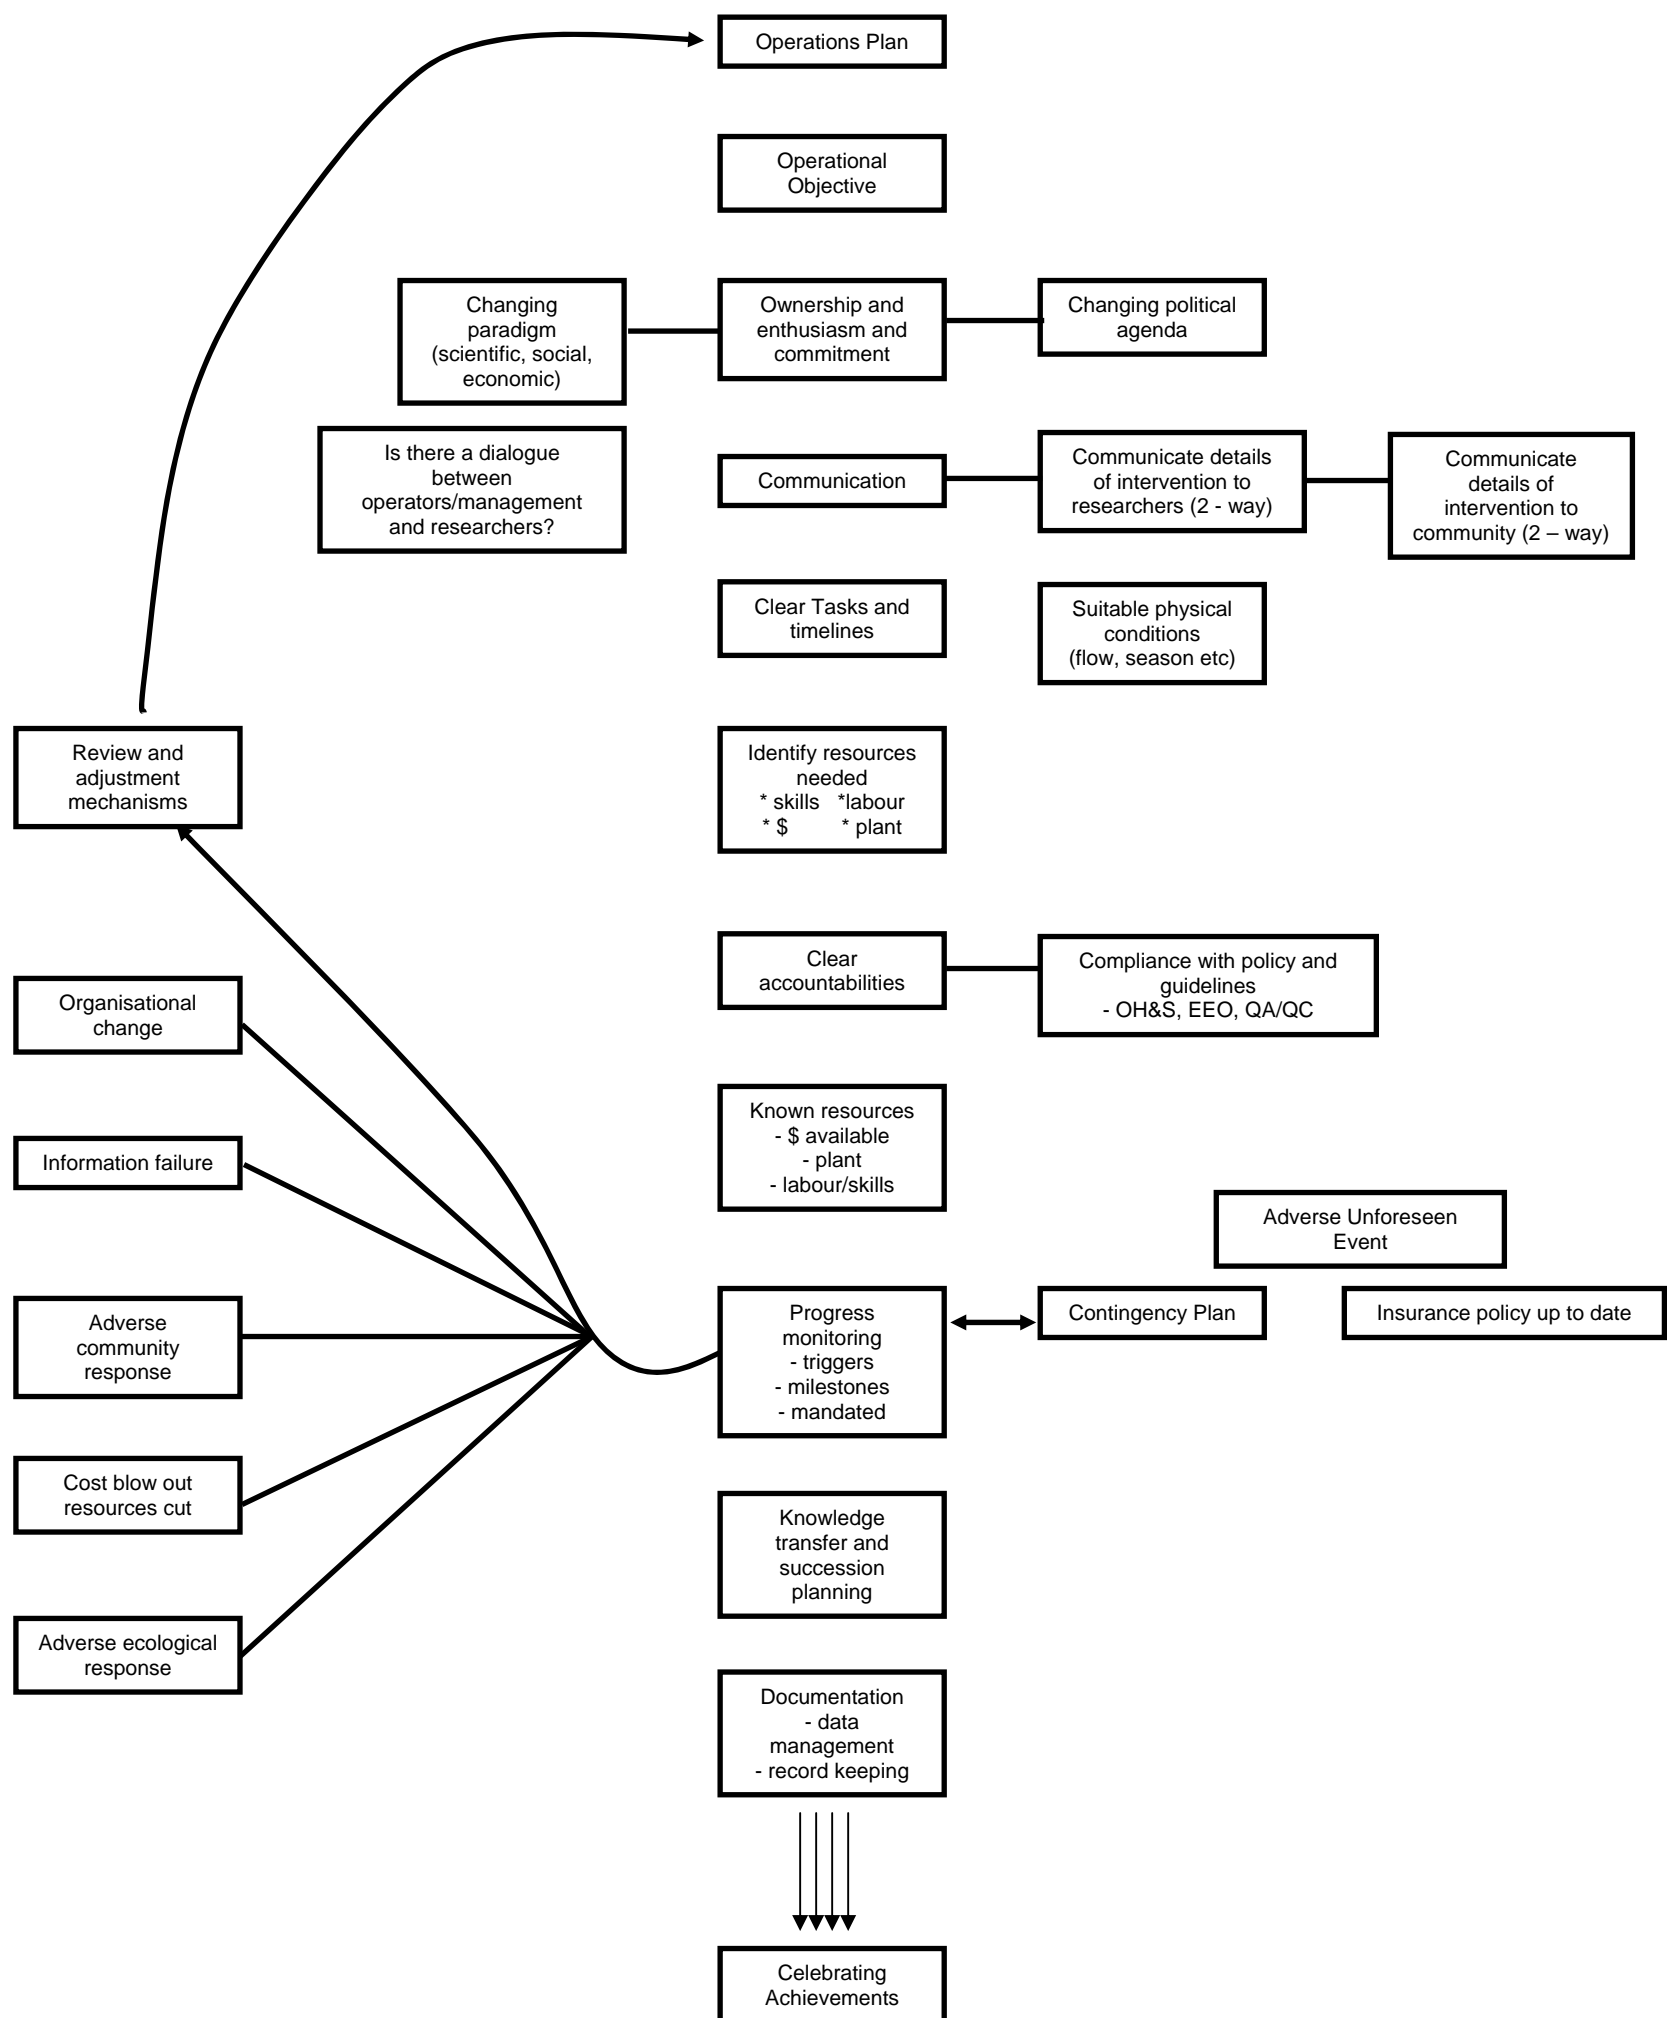 Operations Plan
Operational
Objective
Changing
paradigm
(scientific, social,
economic)
Ownership and
enthusiasm and
commitment
Changing political
agenda
Is there a dialogue
between
operators/management
and researchers?
Communication
Communicate details
of intervention to
researchers (2 - way)
Communicate
details of
intervention to
community (2 – way)
Clear Tasks and
timelines
Suitable physical
conditions
(flow, season etc)
Review and
adjustment
mechanisms
Identify resources
needed
* skills *labour
* $ * plant
Clear
accountabilities
Compliance with policy and
guidelines
- OH&S, EEO, QA/QC
Organisational
change
Known resources
- $ available
- plant
- labour/skills
Information failure
Adverse Unforeseen
Event
Adverse
community
response
Progress
monitoring
- triggers
- milestones
- mandated
Contingency Plan
Insurance policy up to date
Cost blow out
resources cut
Knowledge
transfer and
succession
planning
Adverse ecological
response
Documentation
- data
management
- record keeping
Celebrating
Achievements